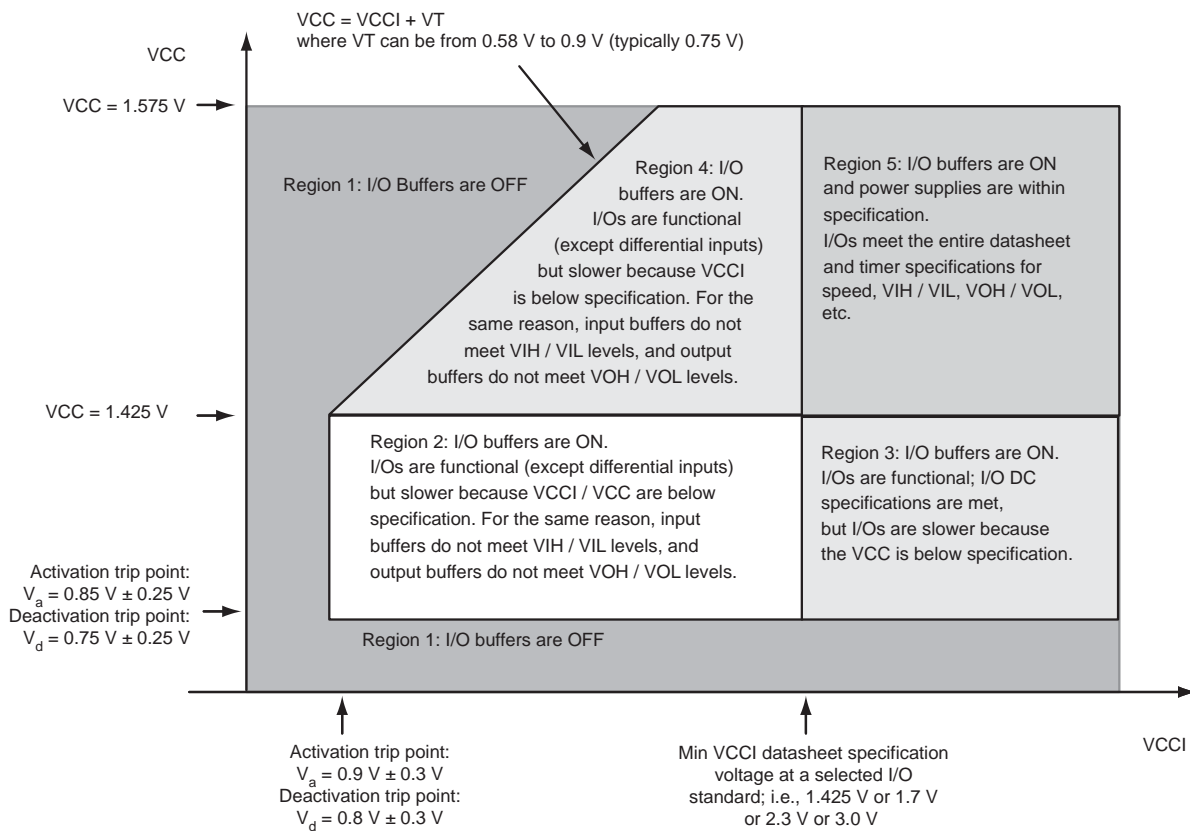 VCC = VCCI + VT
where VT can be from 0.58 V to 0.9 V (typically 0.75 V)
VCC
VCC = 1.575 V
Region 1: I/O Buffers are OFF
Region 4: I/O
buffers are ON.
I/Os are functional
(except differential inputs)
but slower because VCCI
is below specification. For the
same reason, input buffers do not
meet VIH / VIL levels, and output
buffers do not meet VOH / VOL levels.
Region 5: I/O buffers are ON
and power supplies are within
specification.
I/Os meet the entire datasheet
and timer specifications for
speed, VIH / VIL, VOH / VOL,
etc.
VCC = 1.425 V
Region 2: I/O buffers are ON.
I/Os are functional (except differential inputs)
but slower because VCCI / VCC are below
specification. For the same reason, input
buffers do not meet VIH / VIL levels, and
output buffers do not meet VOH / VOL levels.
Region 3: I/O buffers are ON.
I/Os are functional; I/O DC
specifications are met,
but I/Os are slower because
the VCC is below specification.
Activation trip point:
Va = 0.85 V ± 0.25 V
Deactivation trip point:
Vd = 0.75 V ± 0.25 V
Region 1: I/O buffers are OFF
VCCI
Activation trip point:
Va = 0.9 V ± 0.3 V
Deactivation trip point:
Vd = 0.8 V ± 0.3 V
Min VCCI datasheet specification
voltage at a selected I/O
standard; i.e., 1.425 V or 1.7 V
or 2.3 V or 3.0 V